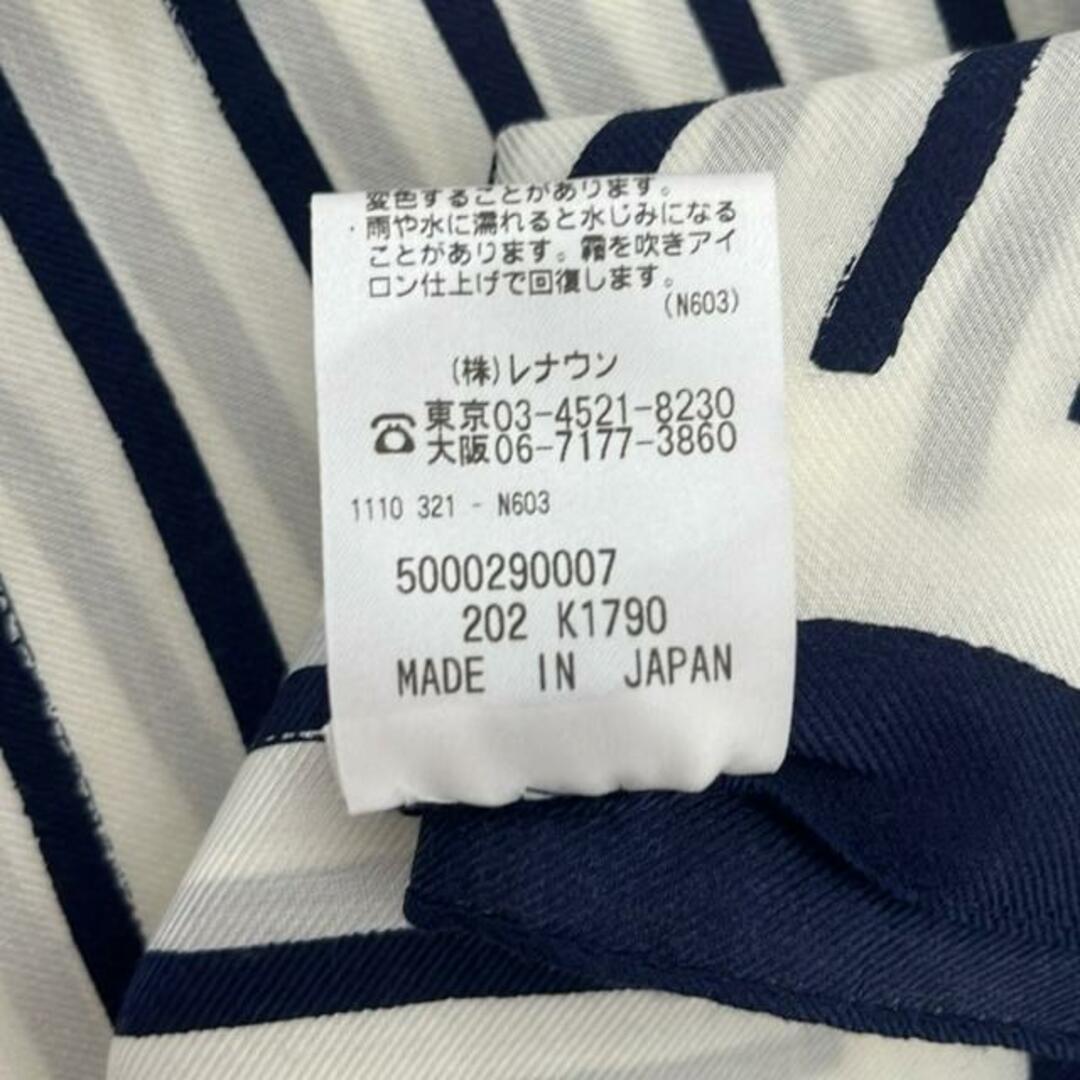 変色することがあります。
・雨や水に濡れると水じみになる
ことがあります。霧を吹きアイ
ロン仕上げで回復します。
(N603)
(株)レナウン
☎東京03-4521-8230
大阪06-7177-3860
1110 321 - N603
5000290007
202 K1790
MADE IN JAPAN